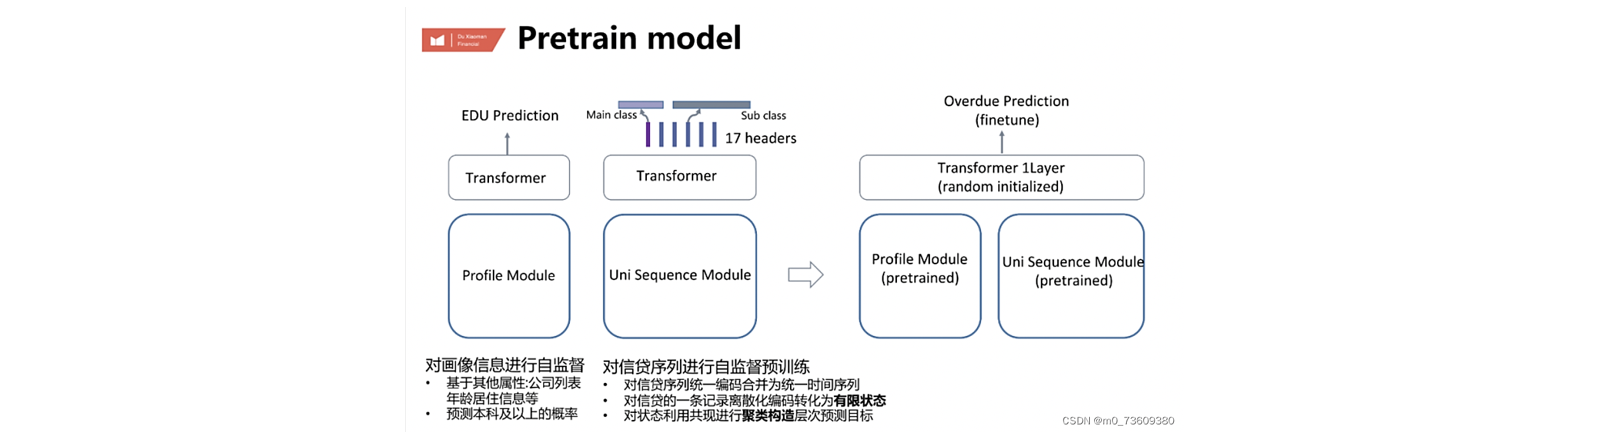 Du Xiaoman
Financial
Pretrain model
EDU Prediction
Main class
Sub class
17 headers
Overdue Prediction
(finetune)
Transformer
Transformer
Transformer 1Layer
(random initialized)
Profile Module
Uni Sequence Module
Profile Module
(pretrained)
Uni Sequence Module
(pretrained)
对画像信息进行自监督
• 基于其他属性:公司列表
年龄居住信息等
• 预测本科及以上的概率
对信贷序列进行自监督预训练
• 对信贷序列统一编码合并为统一时间序列
• 对信贷的一条记录离散化编码转化为有限状态
• 对状态利用共现进行聚类构造层次预测目标
CSDN @m0_73609380